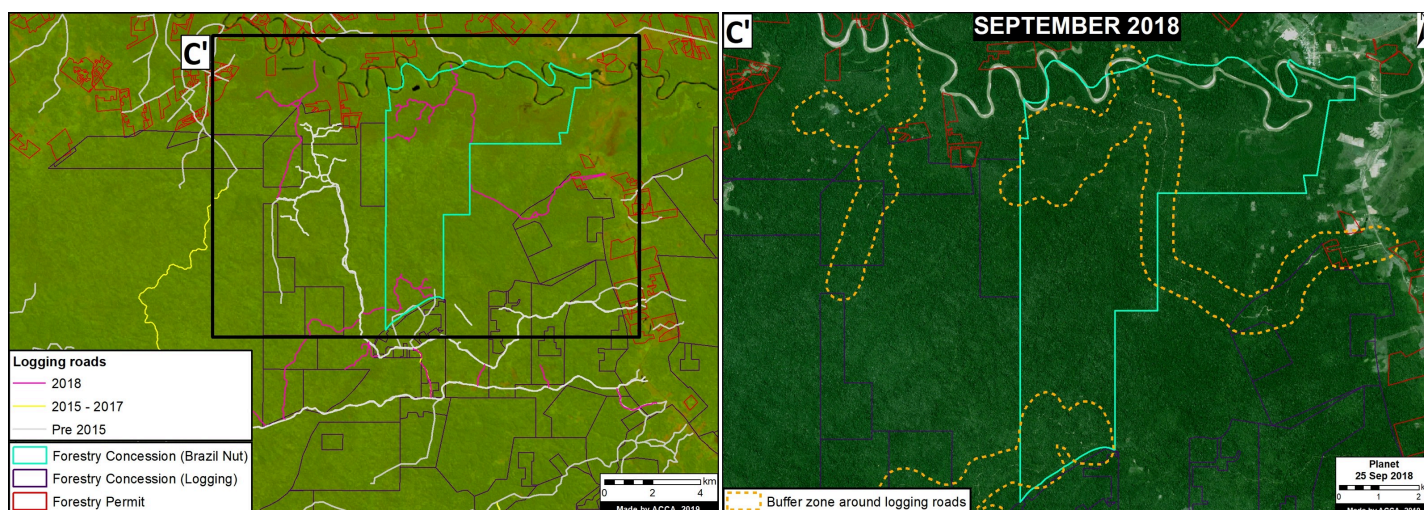 C'
Logging roads
2018
2015 - 2017
Pre 2015
Forestry Concession (Brazil Nut)
Forestry Concession (Logging)
Forestry Permit
km
0 2 4
Made by ACCA, 2019
C'
SEPTEMBER 2018
Buffer zone around logging roads
Planet
25 Sep 2018
0 1 2